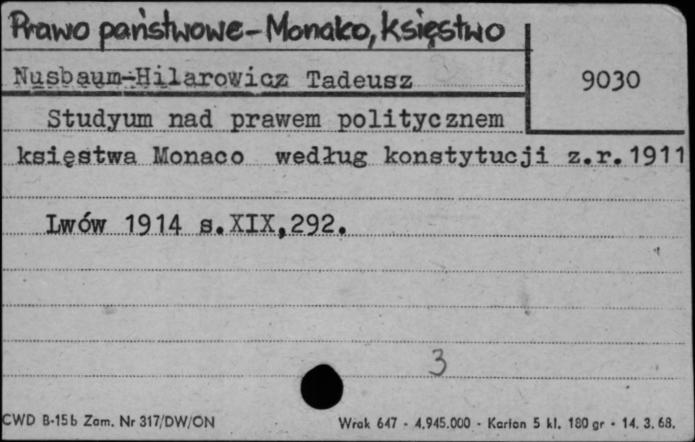 Prawo państwowe - Monako, księstwo
Nusbaum-Hilarowicz Tadeusz
9030
Studyum nad prawem politycznem
księstwa Monaco według konstytucji z.r.1911
Lwów 1914 s.XIX,292.
3
CWD B-15b Zam. Nr 317/DW/ON
Wrak 647 - 4.945.000 - Karton 5 kl. 180 gr - 14. 3. 68.